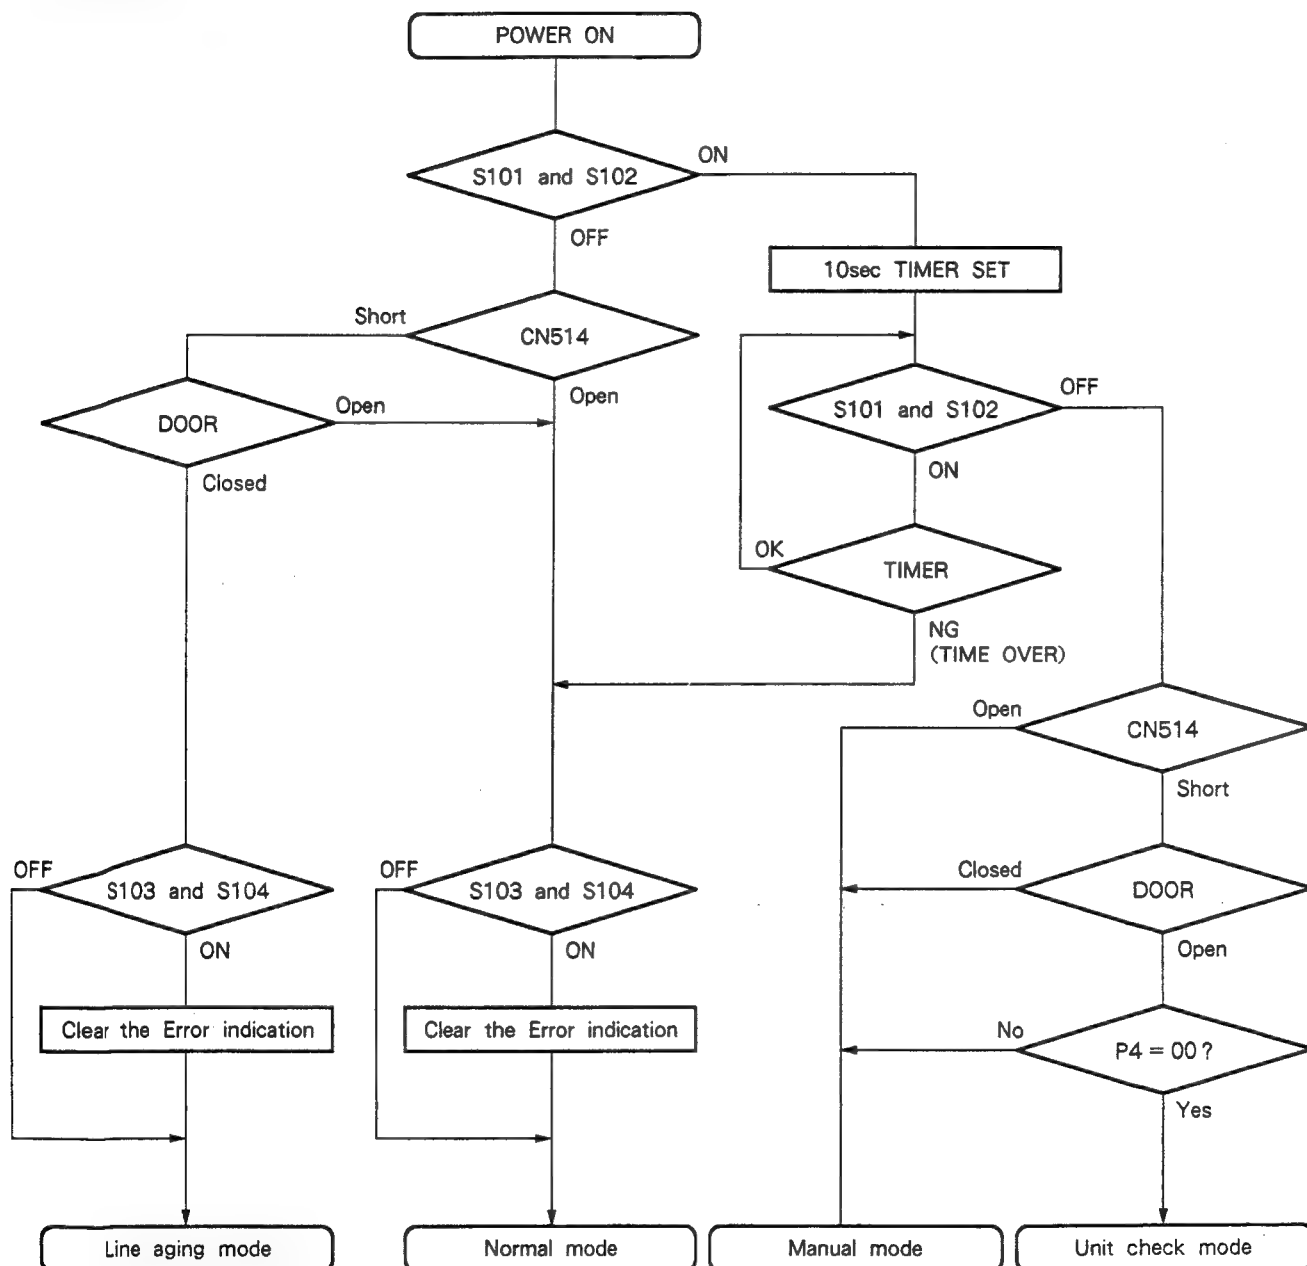 POWER ON
S101 and S102
ON
OFF
10sec TIMER SET
Short
CN514
Open
S101 and S102
OFF
DOOR
Open
Closed
ON
OK
TIMER
NG
(TIME OVER)
Open
CN514
Short
OFF
S103 and S104
ON
OFF
S103 and S104
ON
Closed
DOOR
Open
Clear the Error indication
Clear the Error indication
No
P4 = 00 ?
Yes
Line aging mode
Normal mode
Manual mode
Unit check mode